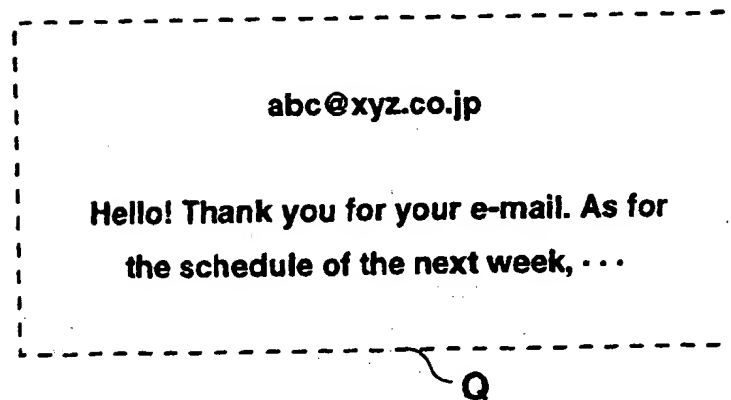 abc@xyz.co.jp
Hello! Thank you for your e-mail. As for
the schedule of the next week, ···
Q